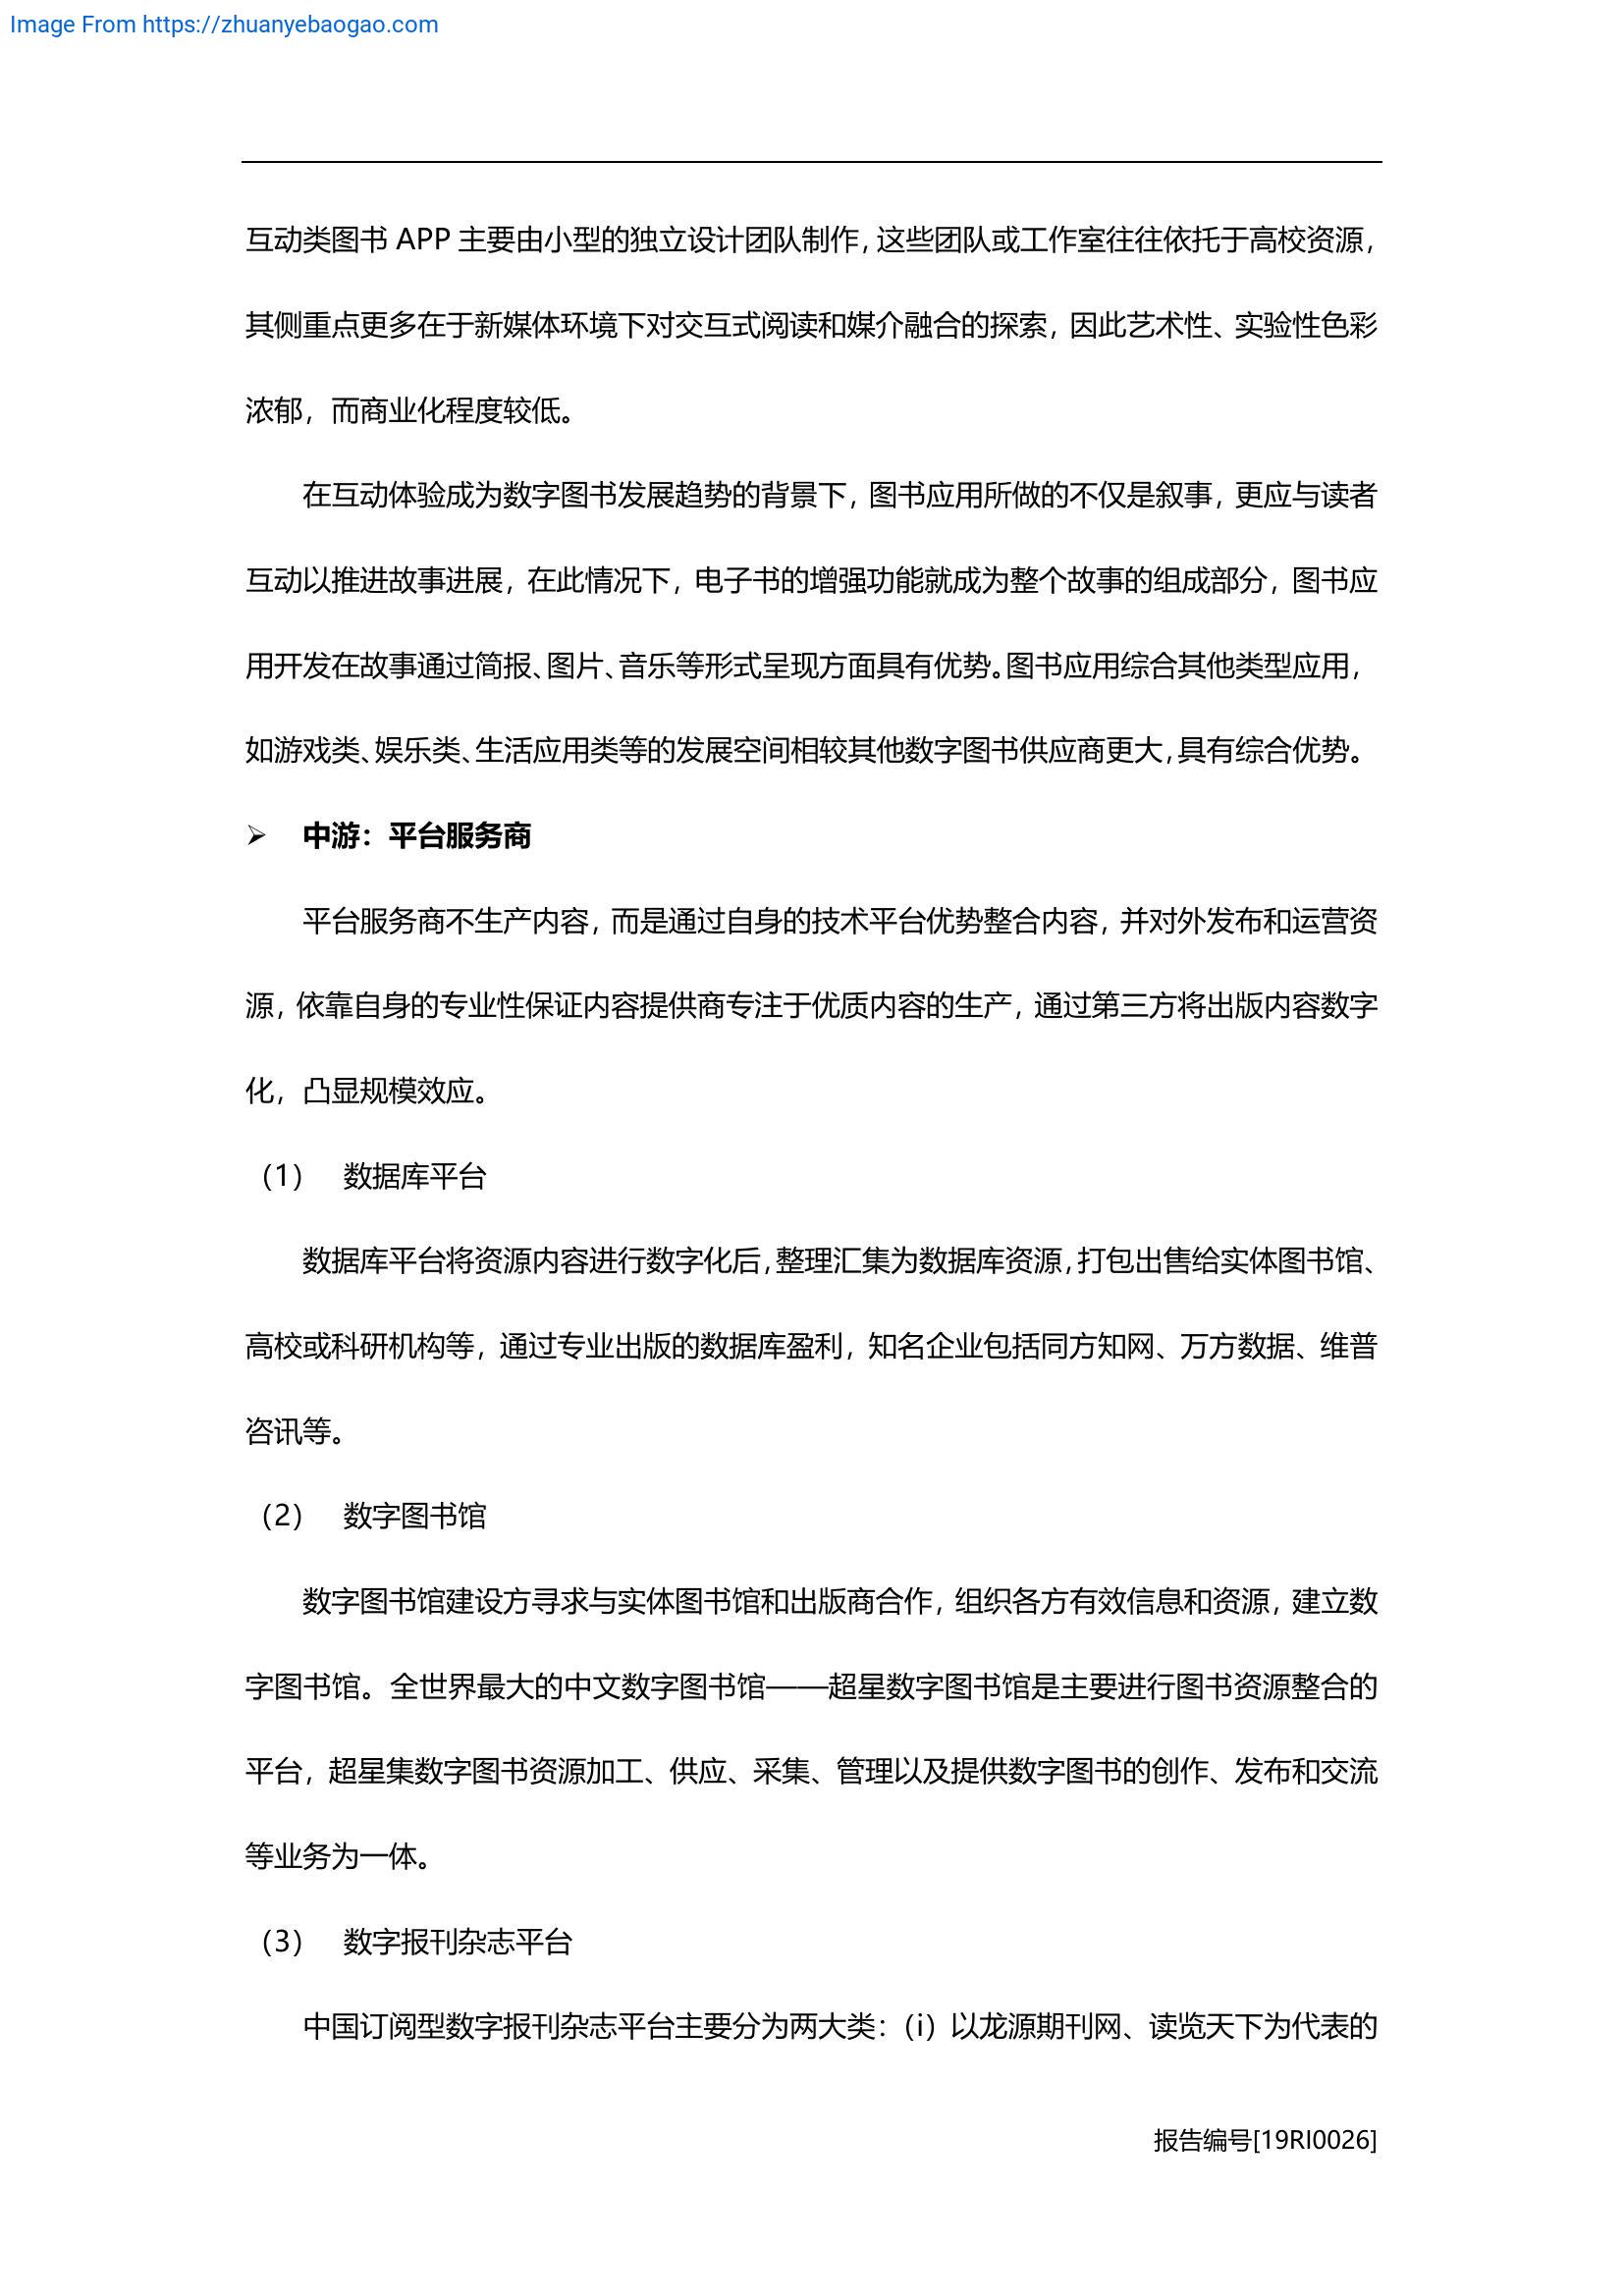 Image From https://zhuanyebaogao.com
互动类图书 APP 主要由小型的独立设计团队制作，这些团队或工作室往往依托于高校资源，
其侧重点更多在于新媒体环境下对交互式阅读和媒介融合的探索，因此艺术性、实验性色彩
浓郁，而商业化程度较低。
在互动体验成为数字图书发展趋势的背景下，图书应用所做的不仅是叙事，更应与读者
互动以推进故事进展，在此情况下，电子书的增强功能就成为整个故事的组成部分，图书应
用开发在故事通过简报、图片、音乐等形式呈现方面具有优势。图书应用综合其他类型应用，
如游戏类、娱乐类、生活应用类等的发展空间相较其他数字图书供应商更大，具有综合优势。
➢ 中游：平台服务商
平台服务商不生产内容，而是通过自身的技术平台优势整合内容，并对外发布和运营资
源，依靠自身的专业性保证内容提供商专注于优质内容的生产，通过第三方将出版内容数字
化，凸显规模效应。
（1） 数据库平台
数据库平台将资源内容进行数字化后，整理汇集为数据库资源，打包出售给实体图书馆、
高校或科研机构等，通过专业出版的数据库盈利，知名企业包括同方知网、万方数据、维普
咨讯等。
（2） 数字图书馆
数字图书馆建设方寻求与实体图书馆和出版商合作，组织各方有效信息和资源，建立数
字图书馆。全世界最大的中文数字图书馆——超星数字图书馆是主要进行图书资源整合的
平台，超星集数字图书资源加工、供应、采集、管理以及提供数字图书的创作、发布和交流
等业务为一体。
（3） 数字报刊杂志平台
中国订阅型数字报刊杂志平台主要分为两大类：（i）以龙源期刊网、读览天下为代表的
报告编号[19RI0026]